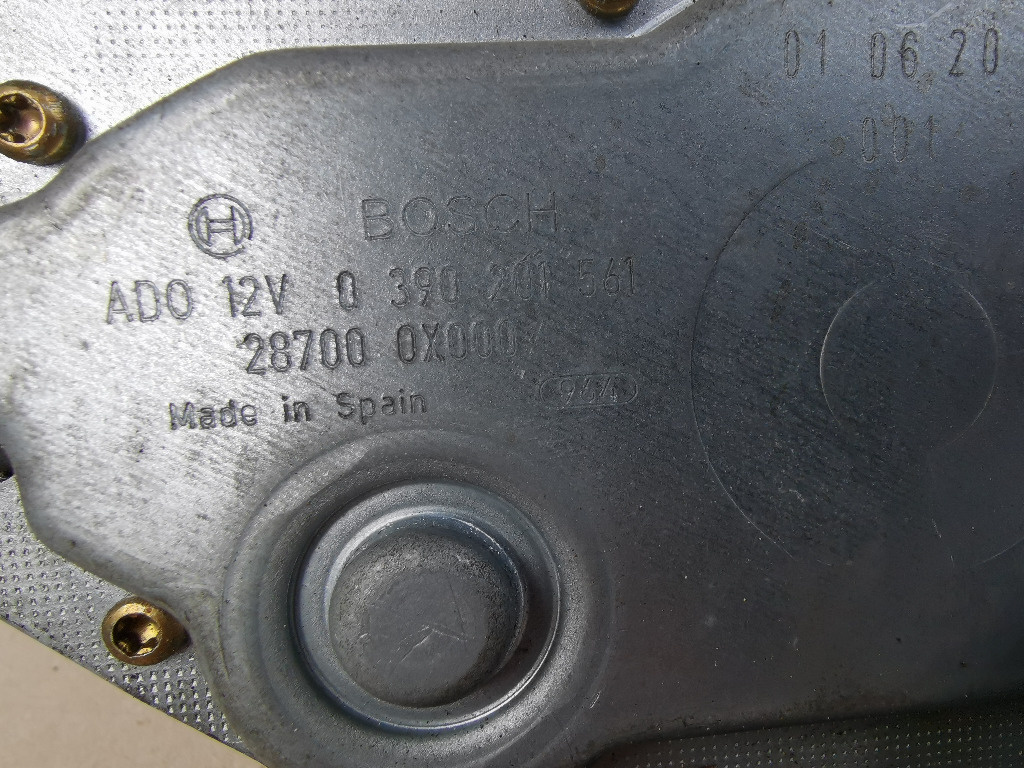 01 06 20
001
H BOSCH
ADO 12V 0 390 201 561
28700 0X000
Made in Spain